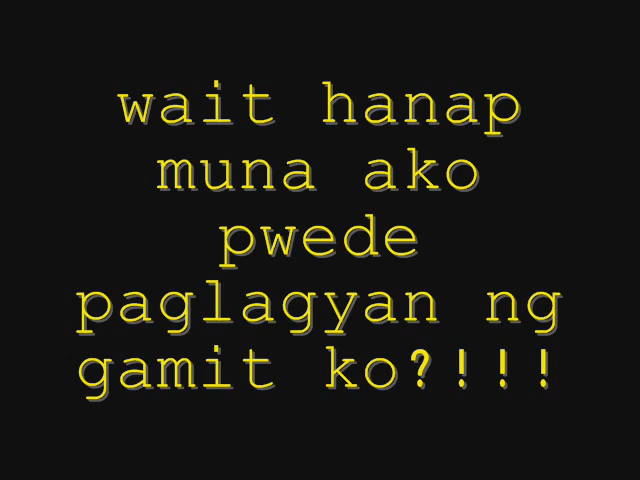 wait hanap
muna ako
pwede
paglagyan ng
gamit ko?!!!